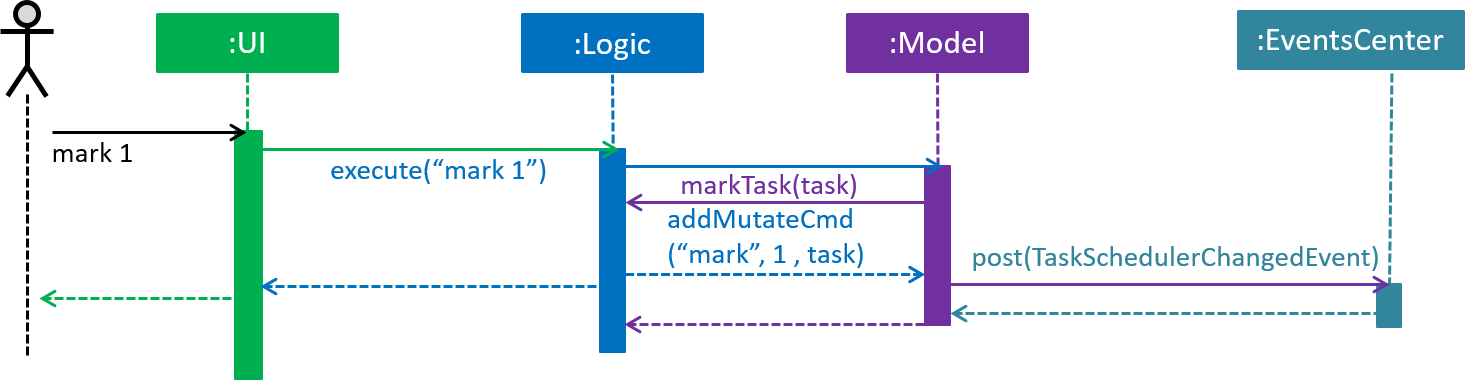 :UI
:Logic
:Model
:EventsCenter
mark 1
execute(“mark 1”)
markTask(task)
addMutateCmd
(“mark”, 1 , task)
post(TaskSchedulerChangedEvent)